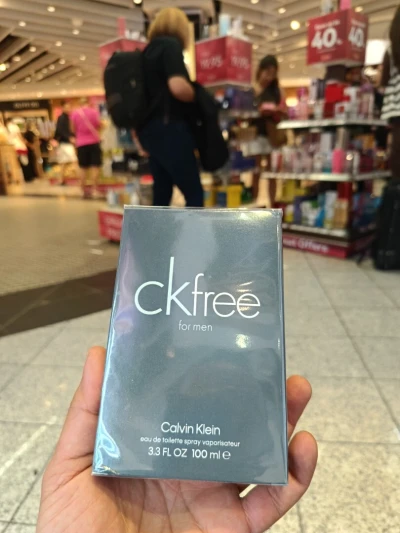 40%
40
ckfree
for men
Calvin Klein
eau de toilette spray vaporisateur
3.3 FL OZ 100 ml ℮